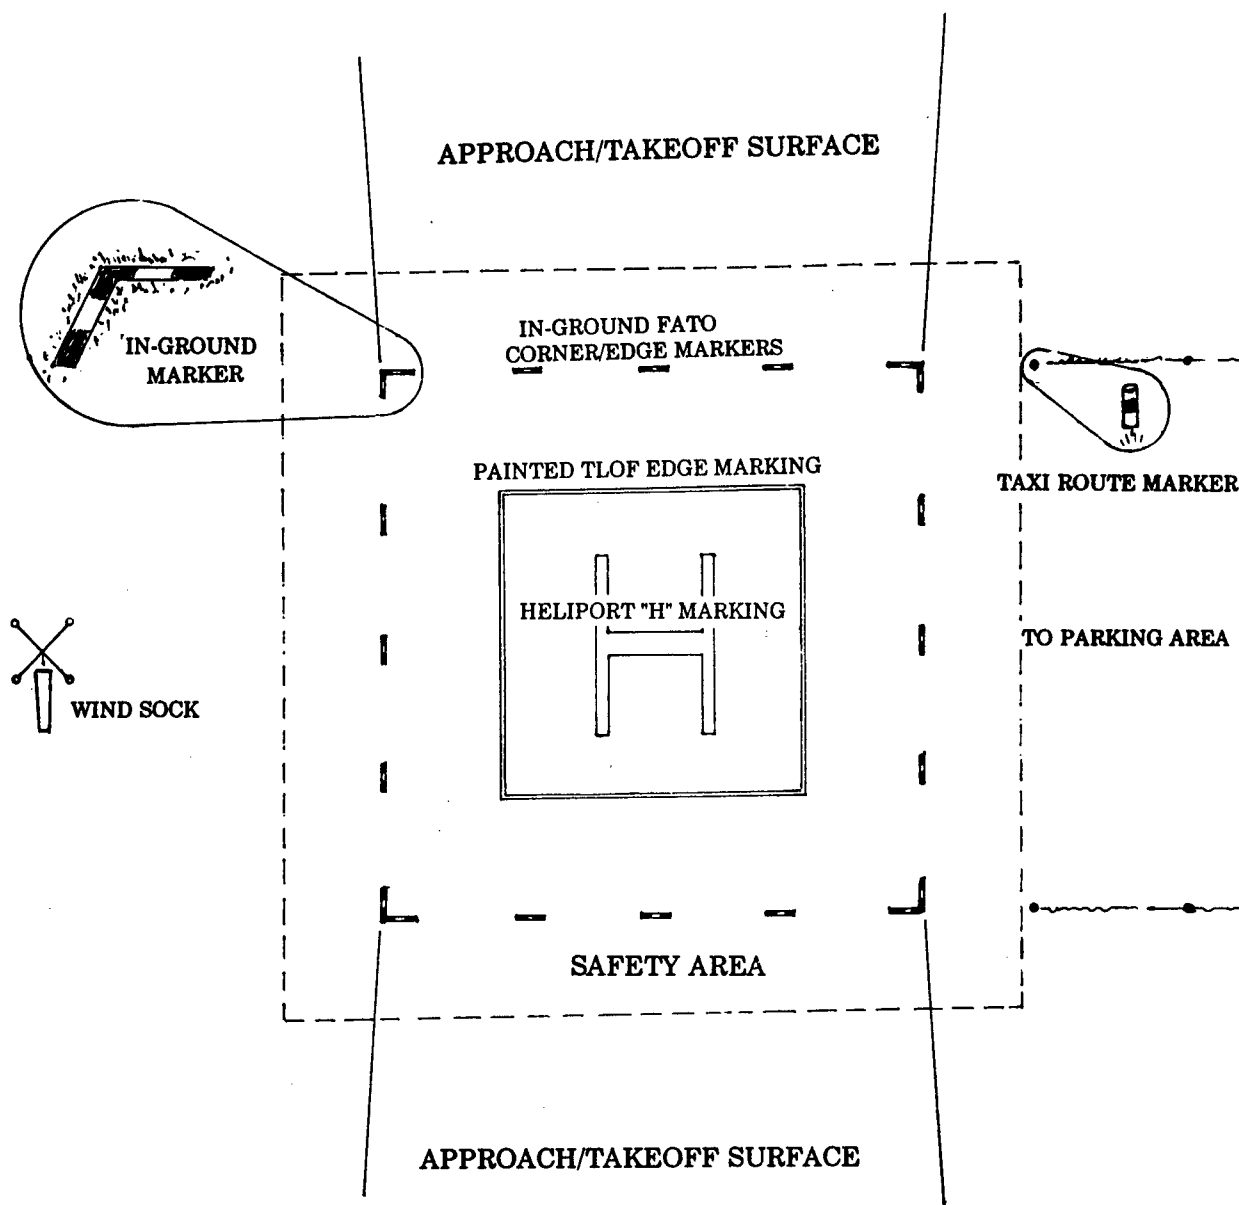 APPROACH/TAKEOFF SURFACE
IN-GROUND FATO
CORNER/EDGE MARKERS
IN-GROUND
MARKER
PAINTED TLOF EDGE MARKING
TAXI ROUTE MARKER
HELIPORT "H" MARKING
TO PARKING AREA
WIND SOCK
SAFETY AREA
APPROACH/TAKEOFF SURFACE